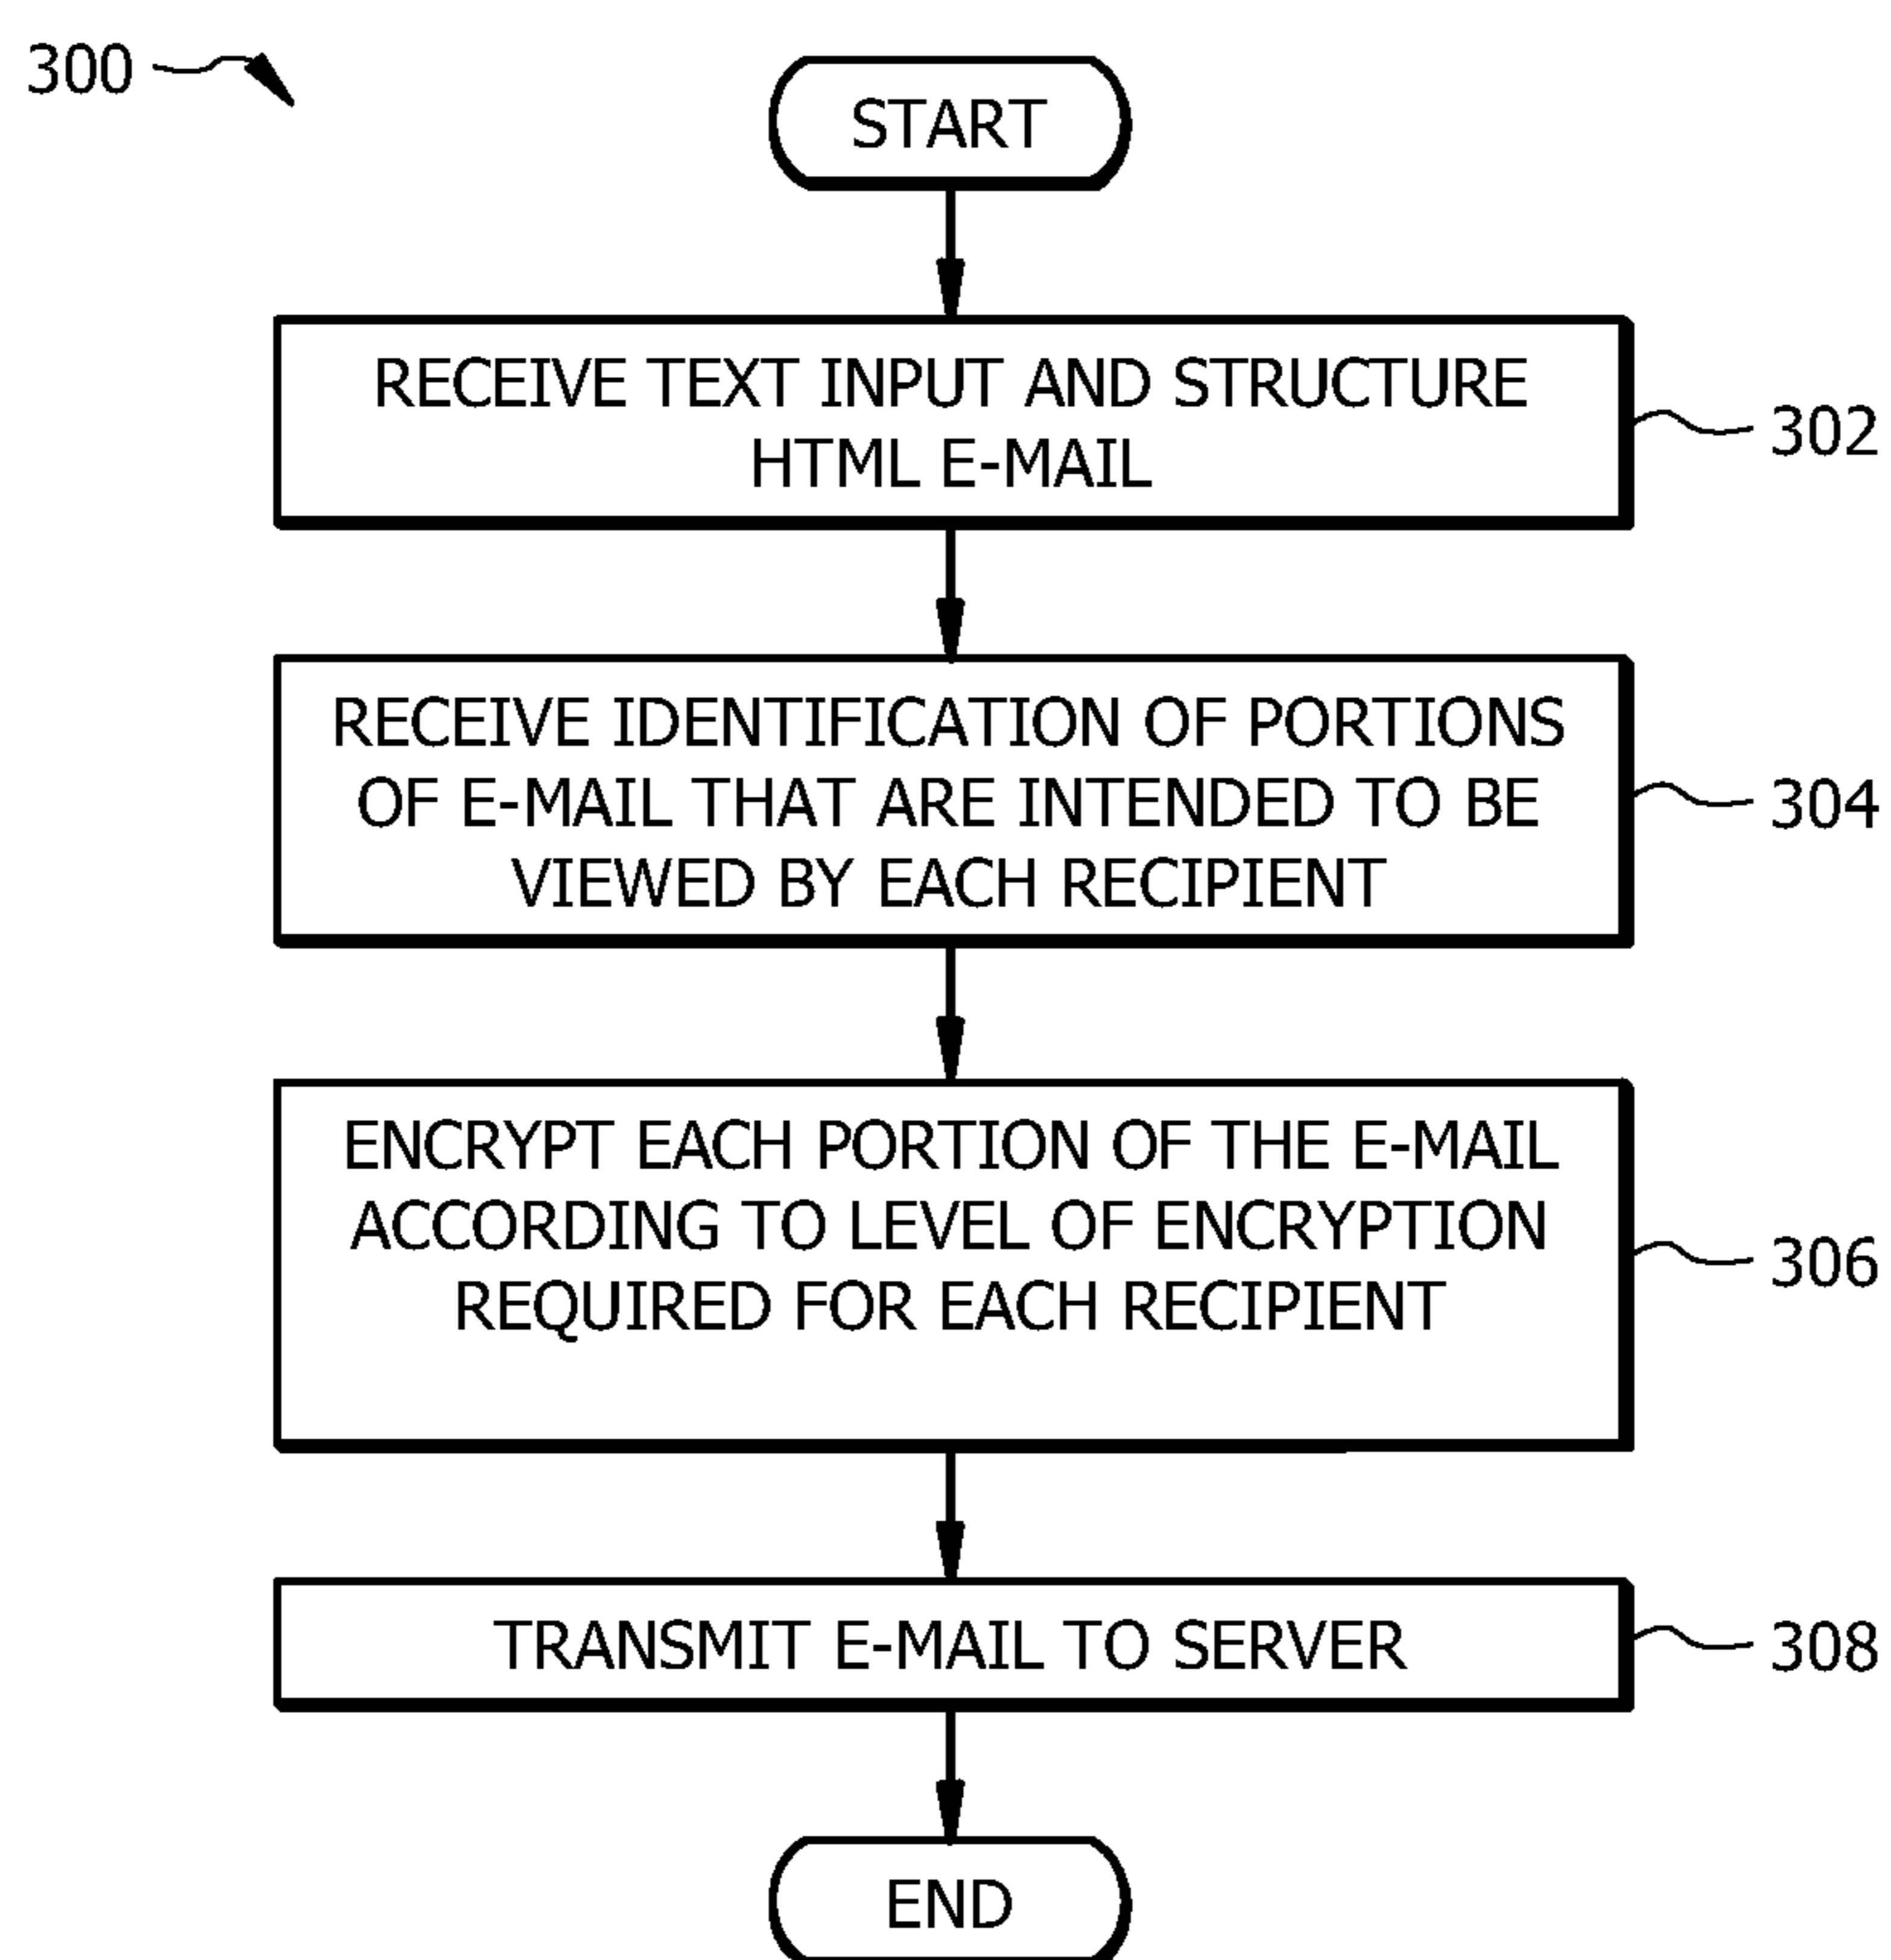 300
START
RECEIVE TEXT INPUT AND STRUCTURE
HTML E-MAIL
302
RECEIVE IDENTIFICATION OF PORTIONS
OF E-MAIL THAT ARE INTENDED TO BE
VIEWED BY EACH RECIPIENT
304
ENCRYPT EACH PORTION OF THE E-MAIL
ACCORDING TO LEVEL OF ENCRYPTION
REQUIRED FOR EACH RECIPIENT
306
TRANSMIT E-MAIL TO SERVER
308
END